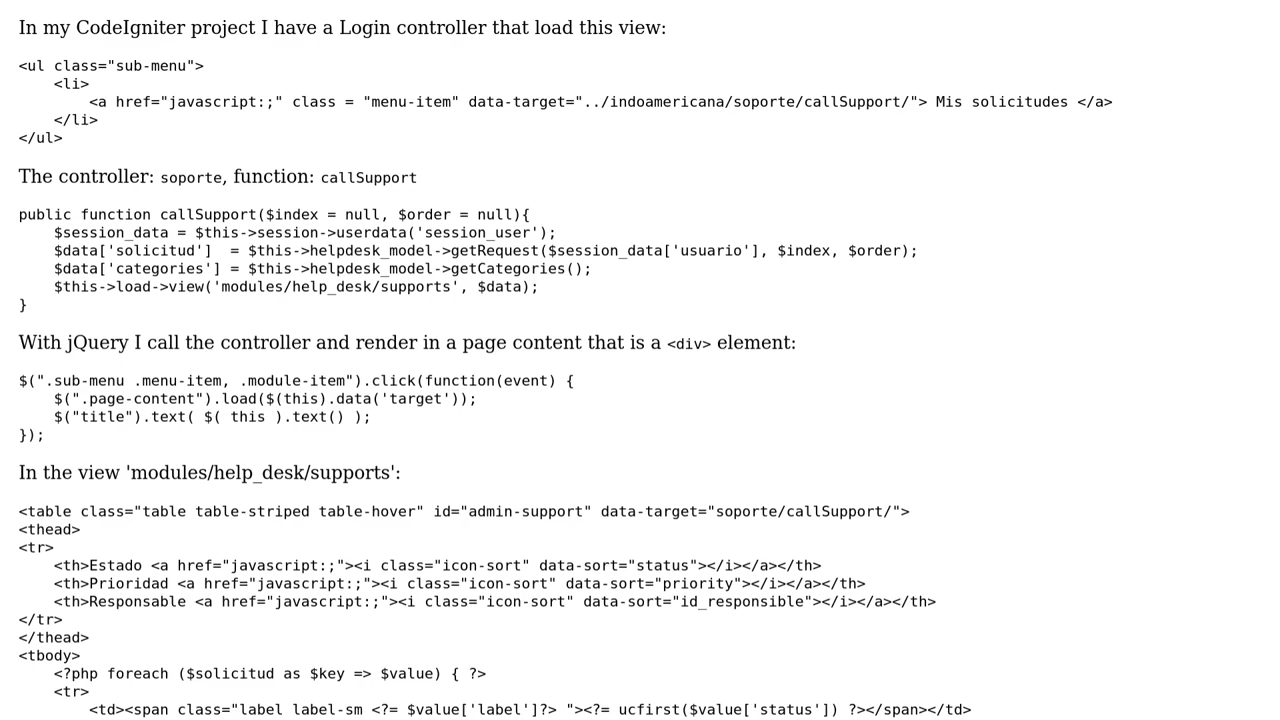 In my CodeIgniter project I have a Login controller that load this view:
<ul class="sub-menu">
    <li>
        <a href="javascript:;" class = "menu-item" data-target="../indoamericana/soporte/callSupport/"> Mis solicitudes </a>
    </li>
</ul>
The controller: soporte, function: callSupport
public function callSupport($index = null, $order = null){
    $session_data = $this->session->userdata('session_user');
    $data['solicitud']  = $this->helpdesk_model->getRequest($session_data['usuario'], $index, $order);
    $data['categories'] = $this->helpdesk_model->getCategories();
    $this->load->view('modules/help_desk/supports', $data);
}
With jQuery I call the controller and render in a page content that is a <div> element:
$(".sub-menu .menu-item, .module-item").click(function(event) {
    $(".page-content").load($(this).data('target'));
    $("title").text( $( this ).text() );
});
In the view 'modules/help_desk/supports':
<table class="table table-striped table-hover" id="admin-support" data-target="soporte/callSupport/">
<thead>
<tr>
    <th>Estado <a href="javascript:;"><i class="icon-sort" data-sort="status"></i></a></th>
    <th>Prioridad <a href="javascript:;"><i class="icon-sort" data-sort="priority"></i></a></th>
    <th>Responsable <a href="javascript:;"><i class="icon-sort" data-sort="id_responsible"></i></a></th>
</tr>
</thead>
<tbody>
    <?php foreach ($solicitud as $key => $value) { ?>
    <tr>
        <td><span class="label label-sm <?= $value['label']?> "><?= ucfirst($value['status']) ?></span></td>